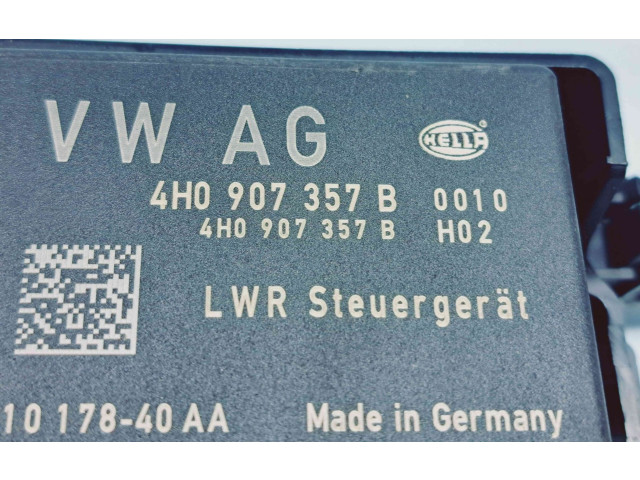 VW AG HELLA
4H0 907 357 B 0010
4H0 907 357 B H02
LWR Steuergerät
10 178-40 AA Made in Germany